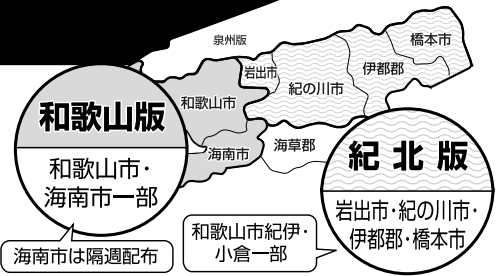 泉州版
橋本市
伊都郡
岩出市
紀の川市
和歌山市
海南市
海草郡
和歌山版
和歌山市・
海南市一部
海南市は隔週配布
紀北版
岩出市・紀の川市・
伊都郡・橋本市
和歌山市紀伊・
小倉一部